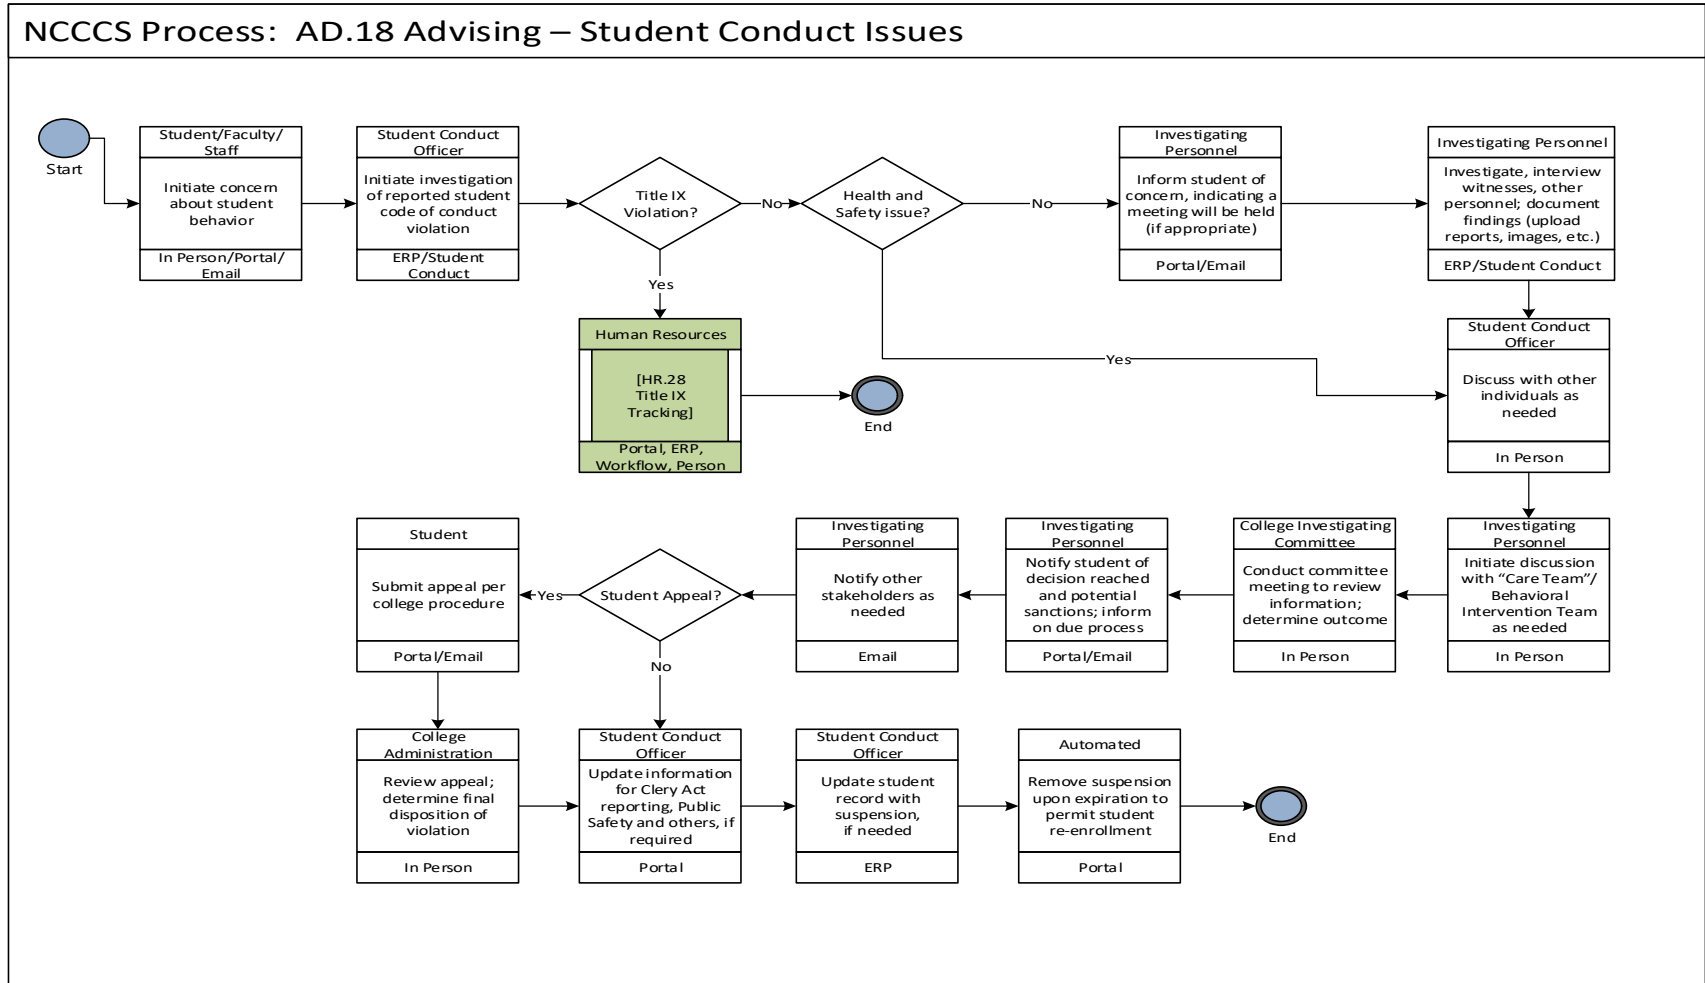 NCCCS Process:  AD.18 Advising – Student Conduct Issues
Start
Student/Faculty/
Staff
Initiate concern
about student
behavior
In Person/Portal/
Email
Student Conduct
Officer
Initiate investigation
of reported student
code of conduct
violation
ERP/Student
Conduct
Title IX
Violation?
No
Yes
Health and
Safety issue?
No
Yes
Investigating
Personnel
Inform student of
concern, indicating a
meeting will be held
(if appropriate)
Portal/Email
Investigating Personnel
Investigate, interview
witnesses, other
personnel; document
findings (upload
reports, images, etc.)
ERP/Student Conduct
Human Resources
[HR.28
Title IX
Tracking]
Portal, ERP,
Workflow, Person
End
Student Conduct
Officer
Discuss with other
individuals as
needed
In Person
Investigating
Personnel
Initiate discussion
with “Care Team”/
Behavioral
Intervention Team
as needed
In Person
College Investigating
Committee
Conduct committee
meeting to review
information;
determine outcome
In Person
Investigating
Personnel
Notify student of
decision reached
and potential
sanctions; inform
on due process
Portal/Email
Investigating
Personnel
Notify other
stakeholders as
needed
Email
Student Appeal?
Yes
No
Student
Submit appeal per
college procedure
Portal/Email
College
Administration
Review appeal;
determine final
disposition of
violation
In Person
Student Conduct
Officer
Update information
for Clery Act
reporting, Public
Safety and others, if
required
Portal
Student Conduct
Officer
Update student
record with
suspension,
if needed
ERP
Automated
Remove suspension
upon expiration to
permit student
re-enrollment
Portal
End